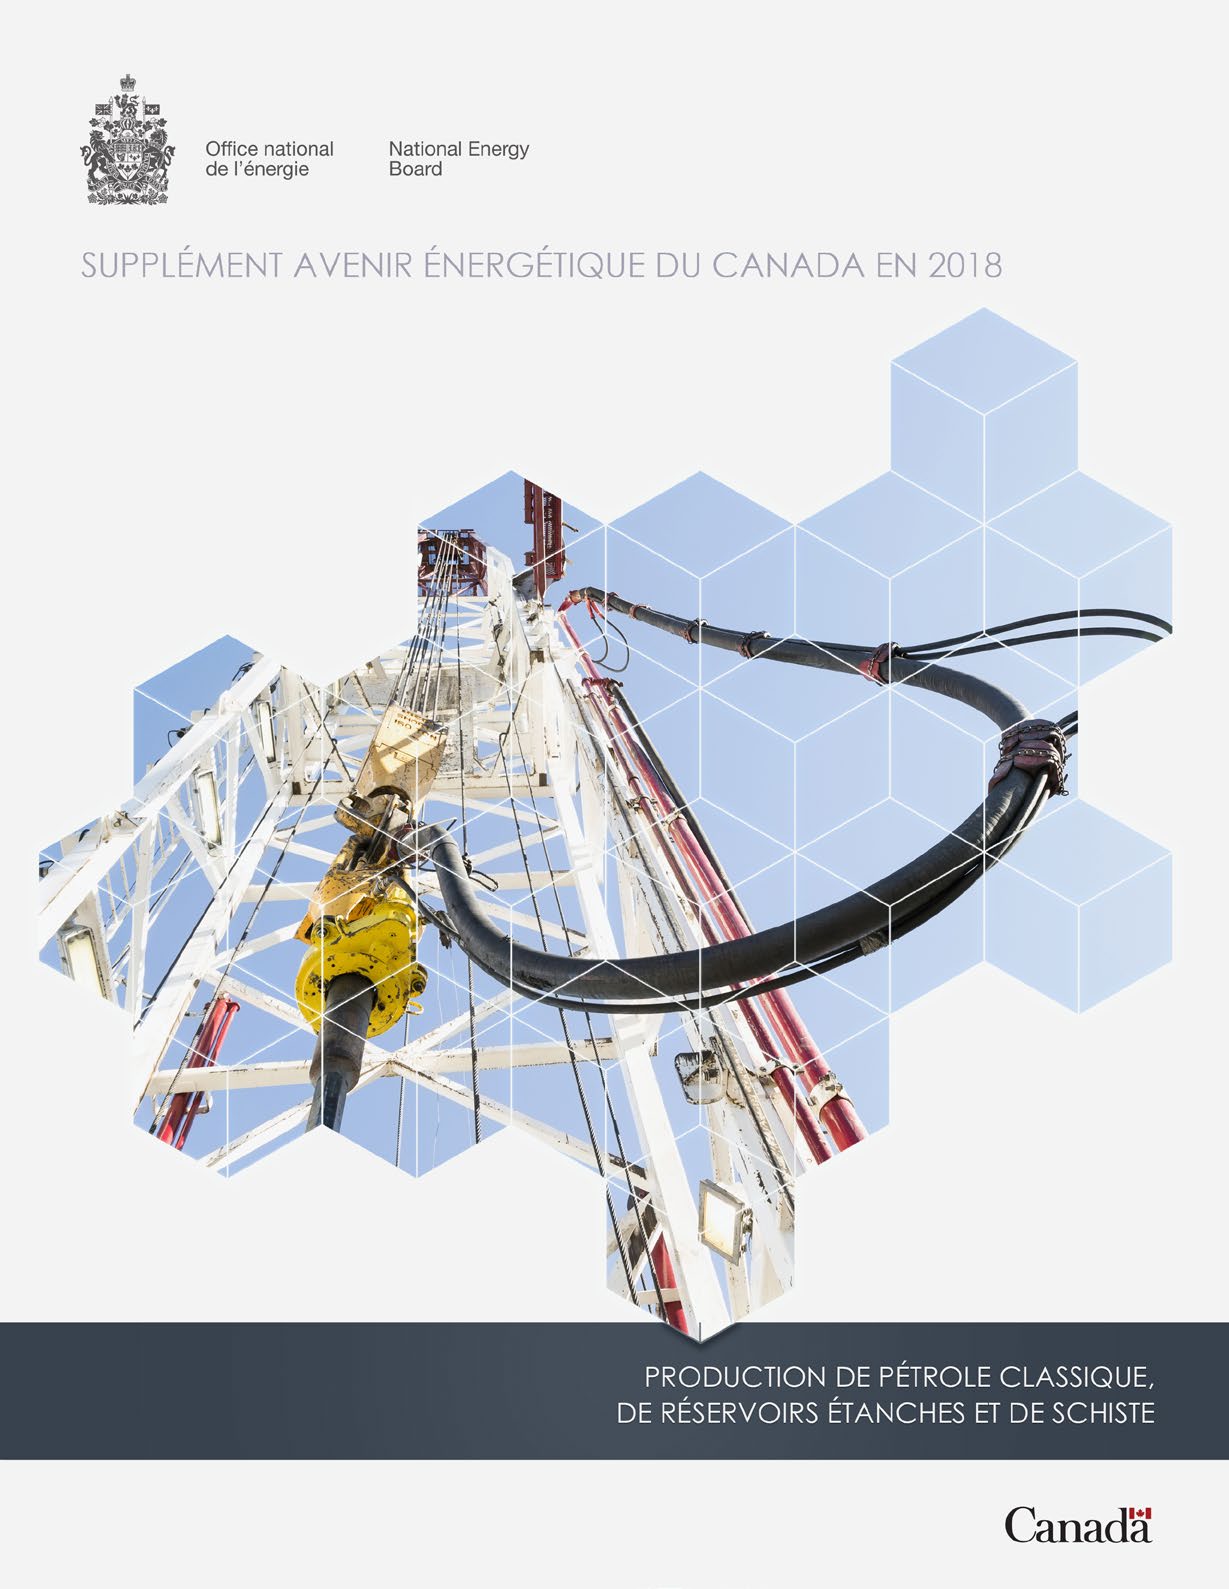 Office national
de l'énergie
National Energy
Board
SUPPLÉMENT AVENIR ÉNERGÉTIQUE DU CANADA EN 2018
PRODUCTION DE PÉTROLE CLASSIQUE,
DE RÉSERVOIRS ÉTANCHES ET DE SCHISTE
Canada